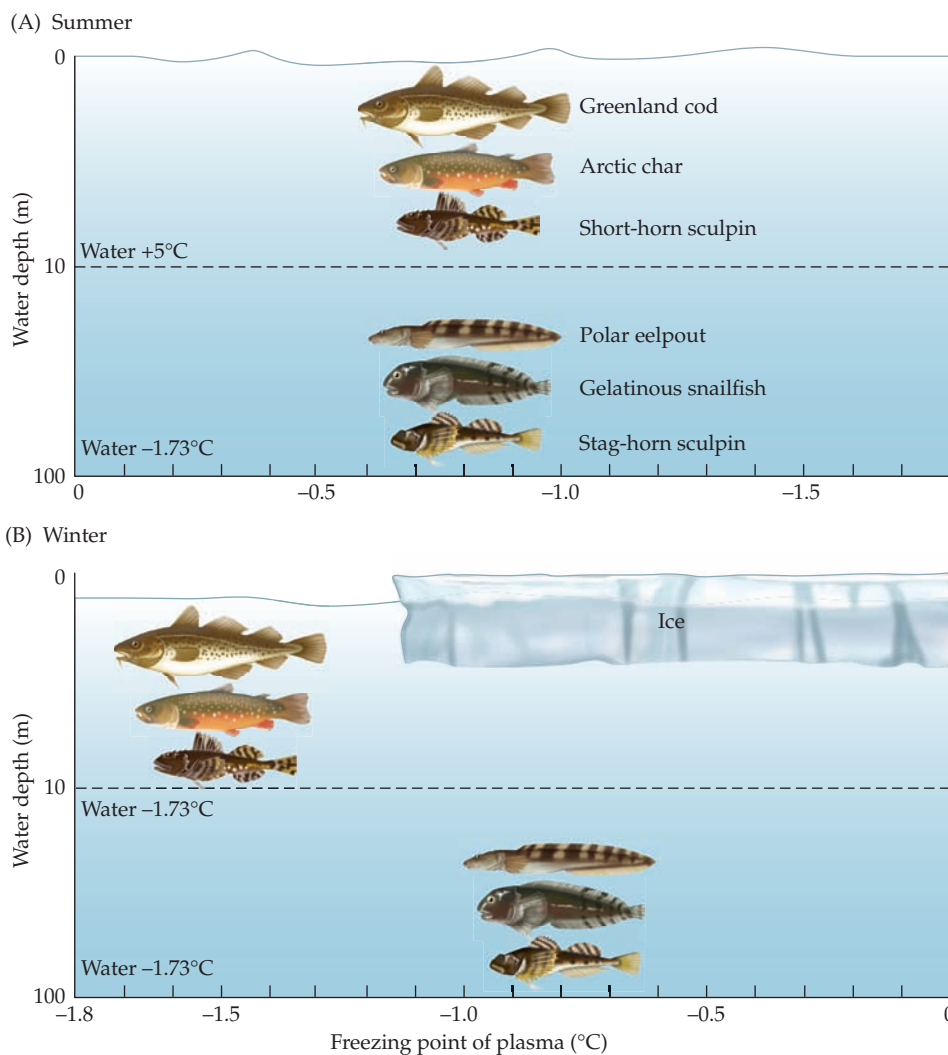 (A) Summer
0
Greenland cod
Arctic char
Short-horn sculpin
Water +5°C
10
Polar eelpout
Gelatinous snailfish
Stag-horn sculpin
Water –1.73°C
100
0 –0.5 –1.0 –1.5
Water depth (m)
(B) Winter
0
Ice
10
Water –1.73°C
Water –1.73°C
100
–1.8 –1.5 –1.0 –0.5 0
Water depth (m)
Freezing point of plasma (°C)